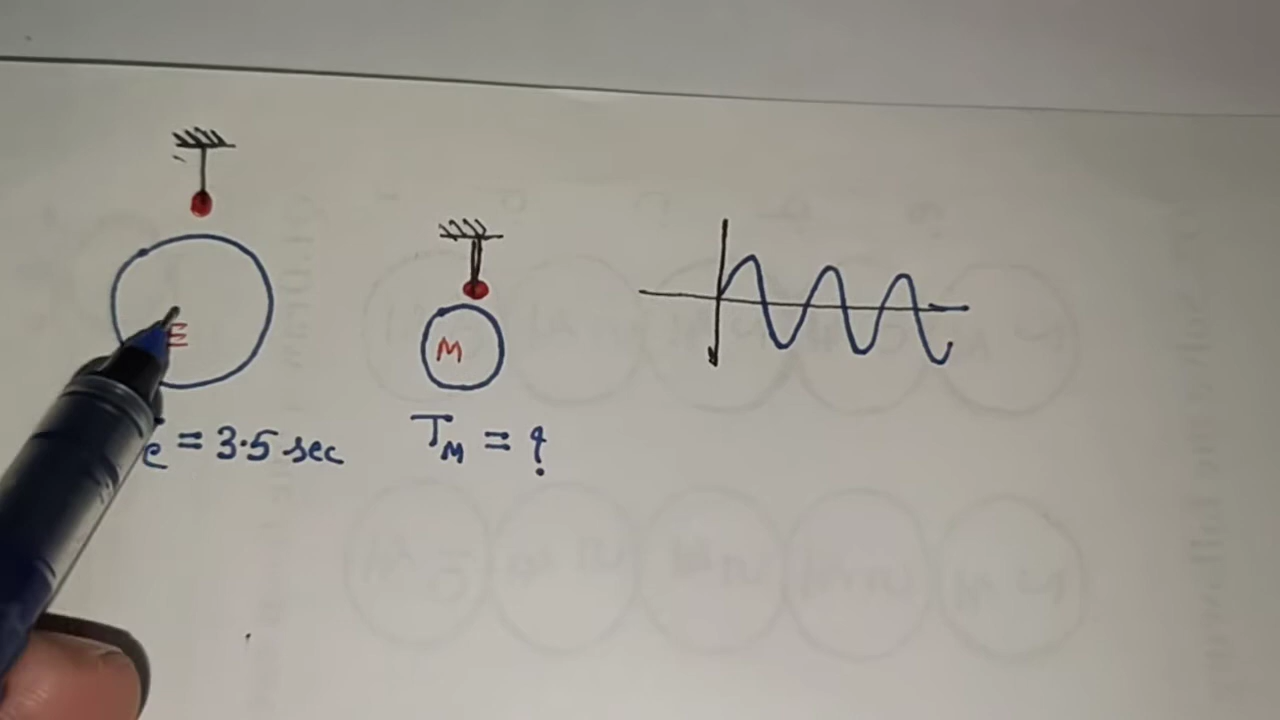 E
M
e = 3.5 sec
T_M = ?